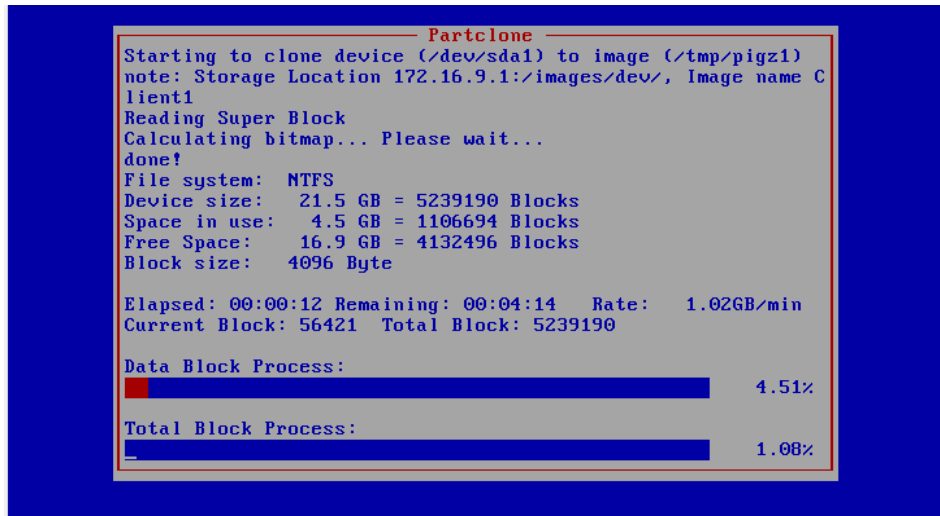 Partclone
Starting to clone device (/dev/sda1) to image (/tmp/pigz1)
note: Storage Location 172.16.9.1:/images/dev/, Image name C
lient1
Reading Super Block
Calculating bitmap... Please wait...
done!
File system:  NTFS
Device size:   21.5 GB = 5239190 Blocks
Space in use:   4.5 GB = 1106694 Blocks
Free Space:    16.9 GB = 4132496 Blocks
Block size:   4096 Byte
Elapsed: 00:00:12 Remaining: 00:04:14   Rate:   1.02GB/min
Current Block: 56421  Total Block: 5239190
Data Block Process:
4.51%
Total Block Process:
1.08%